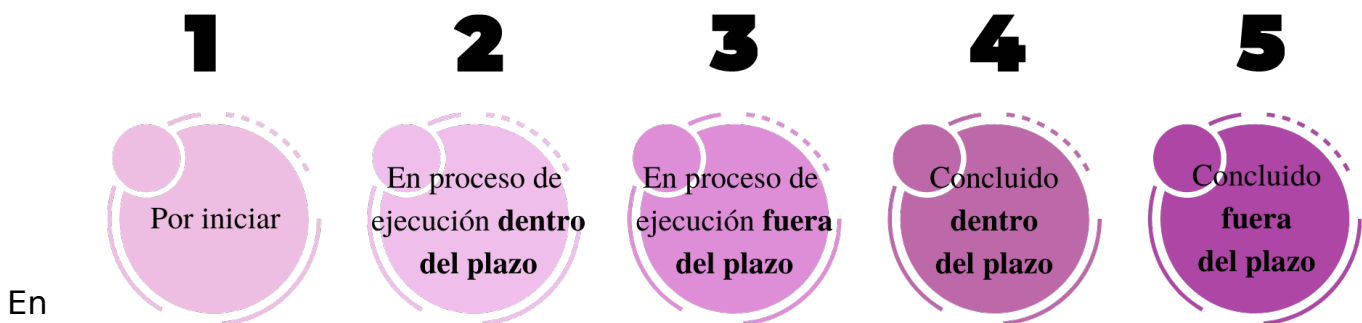 1
2
3
4
5
Por iniciar
En proceso de
ejecución dentro
del plazo
En proceso de
ejecución fuera
del plazo
Concluido
dentro
del plazo
Concluido
fuera
del plazo
En